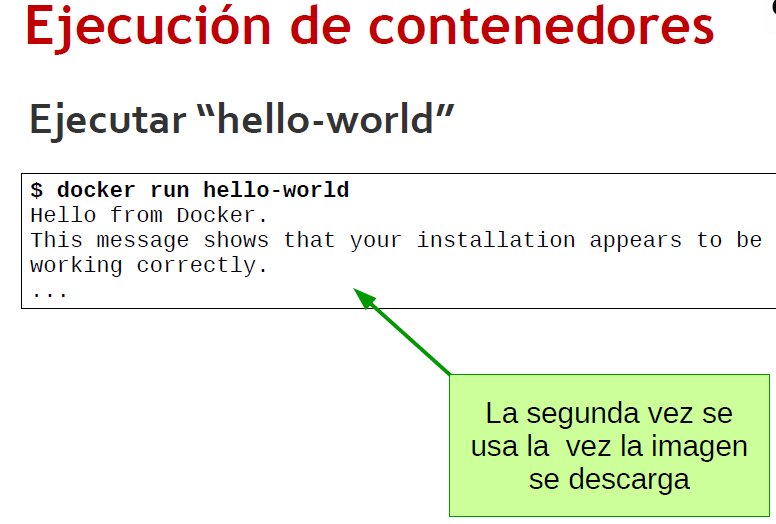 Ejecución de contenedores
Ejecutar “hello-world”
$ docker run hello-world
Hello from Docker.
This message shows that your installation appears to be
working correctly.
...
La segunda vez se
usa la  vez la imagen
se descarga